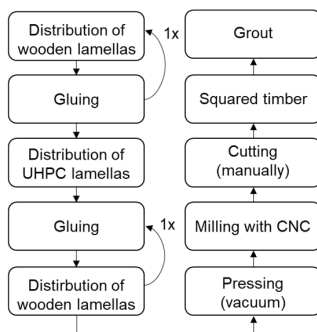 Distribution of
wooden lamellas
1x
Gluing
Distribution of
UHPC lamellas
Gluing
1x
Distirbution of
wooden lamellas
Grout
Squared timber
Cutting
(manually)
Milling with CNC
Pressing
(vacuum)